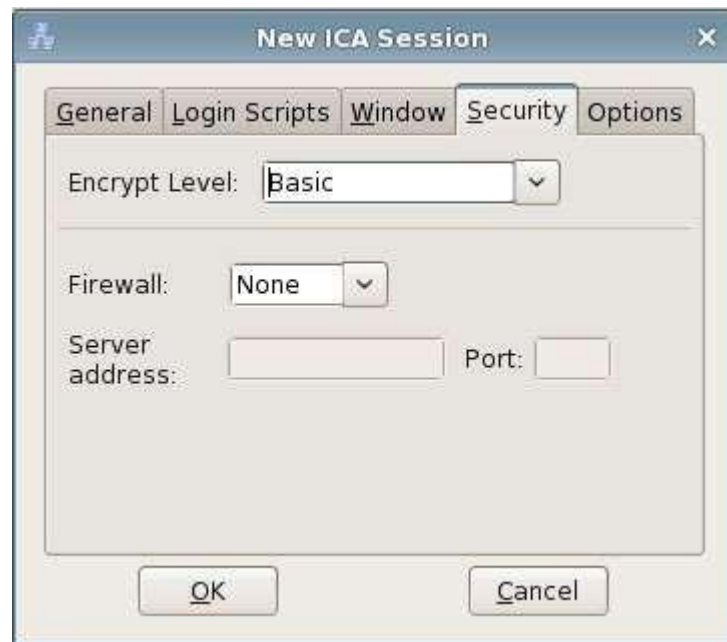 New ICA Session
General Login Scripts Window Security Options
Encrypt Level: Basic
Firewall: None
Server address: Port:
OK Cancel